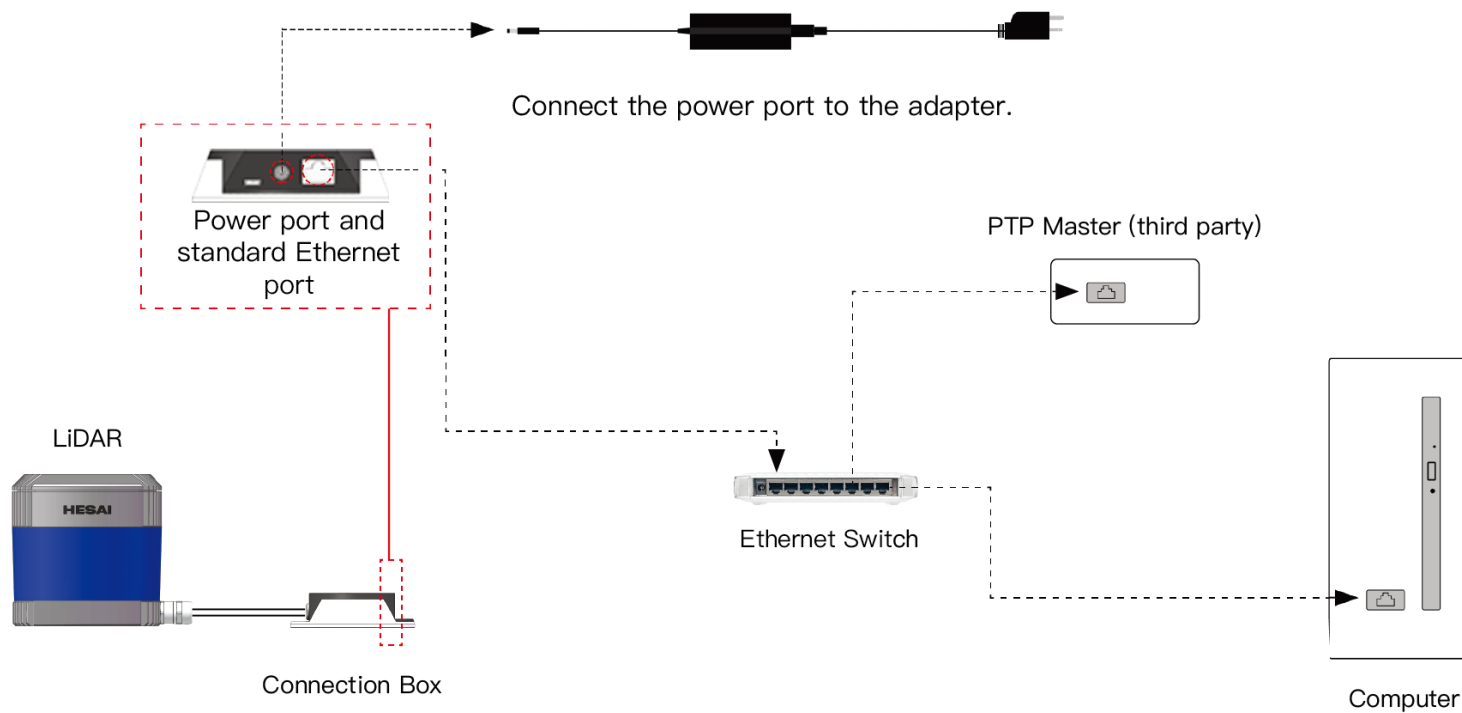 Connect the power port to the adapter.
Power port and
standard Ethernet
port
PTP Master (third party)
LiDAR
HESAI
Ethernet Switch
Connection Box
Computer